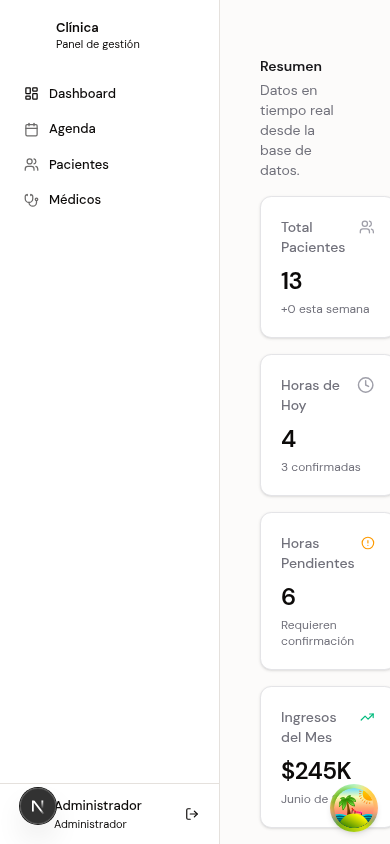 Clínica
Panel de gestión
Dashboard
Agenda
Pacientes
Médicos
N
Administrador
Administrador
Resumen
Datos en
tiempo real
desde la
base de
datos.
Total
Pacientes
13
+0 esta semana
Horas de
Hoy
4
3 confirmadas
Horas
Pendientes
6
Requieren
confirmación
Ingresos
del Mes
$245K
Junio de